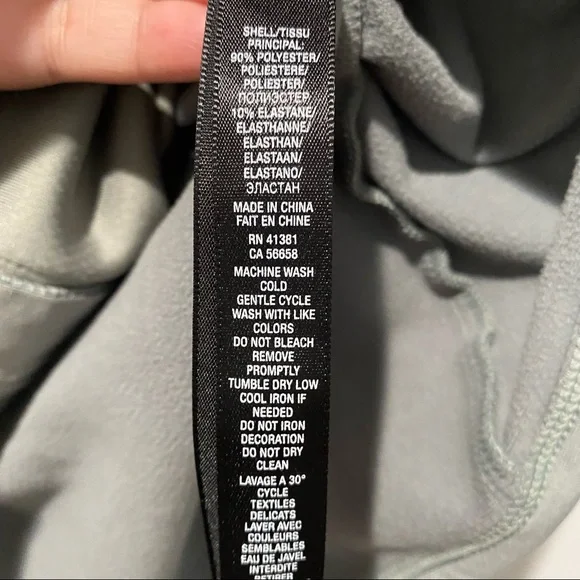 SHELL/TISSU
PRINCIPAL:
90% POLYESTER/
POLIESTERE/
POLIESTER/
ПОЛИЭСТЕР
10% ELASTANE/
ELASTHANNE/
ELASTHAN/
ELASTAAN/
ELASTANO/
ЭЛАСТАН
MADE IN CHINA
FAIT EN CHINE
RN 41381
CA 56658
MACHINE WASH
COLD
GENTLE CYCLE
WASH WITH LIKE
COLORS
DO NOT BLEACH
REMOVE
PROMPTLY
TUMBLE DRY LOW
COOL IRON IF
NEEDED
DO NOT IRON
DECORATION
DO NOT DRY
CLEAN
LAVAGE A 30°
CYCLE
TEXTILES
DELICATS
LAVER AVEC
COULEURS
SEMBLABLES
EAU DE JAVEL
INTERDITE
RETIRER